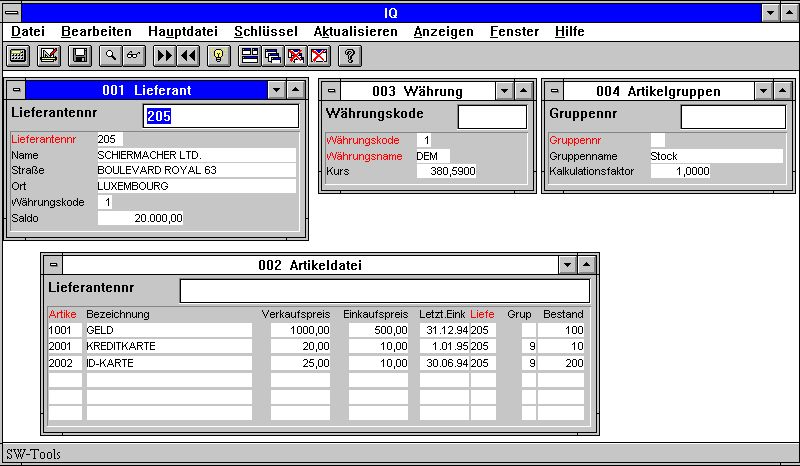 IQ
Datei Bearbeiten Hauptdatei Schlüssel Aktualisieren Anzeigen Fenster Hilfe
001 Lieferant
Lieferantennr 205
Lieferantennr 205
Name SCHIERMACHER LTD.
Straße BOULEVARD ROYAL 63
Ort LUXEMBOURG
Währungskode 1
Saldo 20.000,00
003 Währung
Währungskode
Währungskode 1
Währungsname DEM
Kurs 380,5900
004 Artikelgruppen
Gruppennr
Gruppennr
Gruppenname Stock
Kalkulationsfaktor 1,0000
002 Artikeldatei
Lieferantennr
Artike Bezeichnung Verkaufspreis Einkaufspreis Letzt.Eink Liefe Grup Bestand
1001 GELD 1000,00 500,00 31.12.94 205 100
2001 KREDITKARTE 20,00 10,00 1.01.95 205 9 10
2002 ID-KARTE 25,00 10,00 30.06.94 205 9 200
SW-Tools